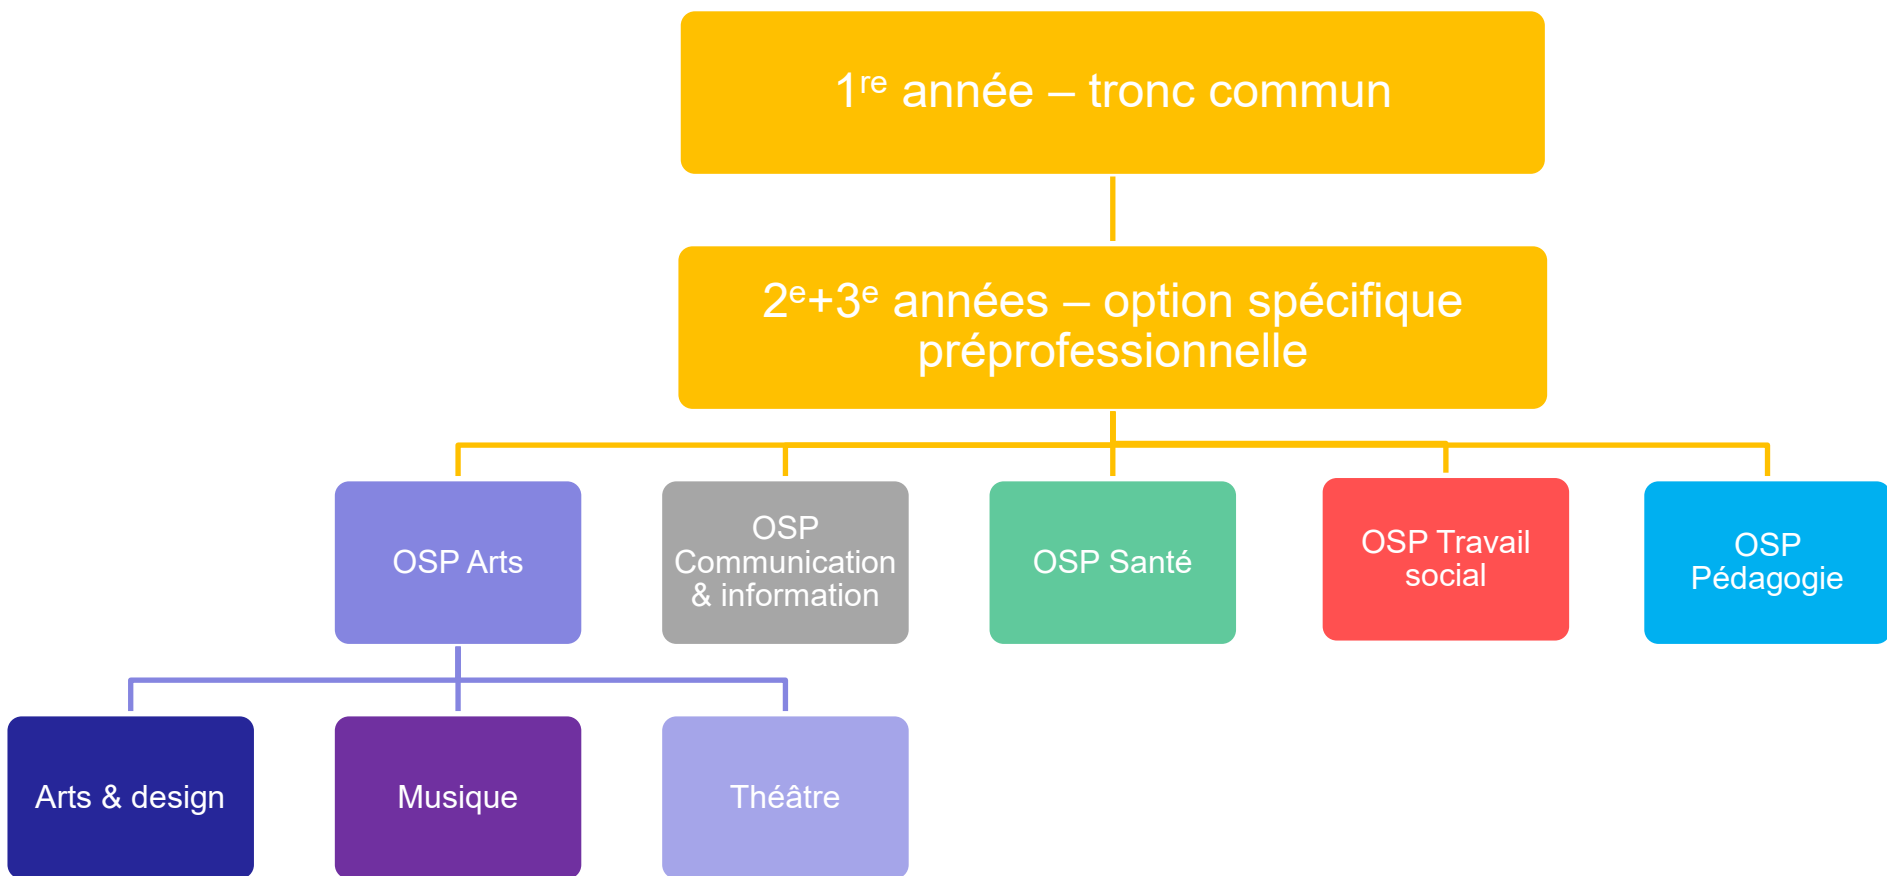 1re année – tronc commun
2e+3e années – option spécifique
préprofessionnelle
OSP Arts
OSP
Communication
& information
OSP Santé
OSP Travail
social
OSP
Pédagogie
Arts & design
Musique
Théâtre